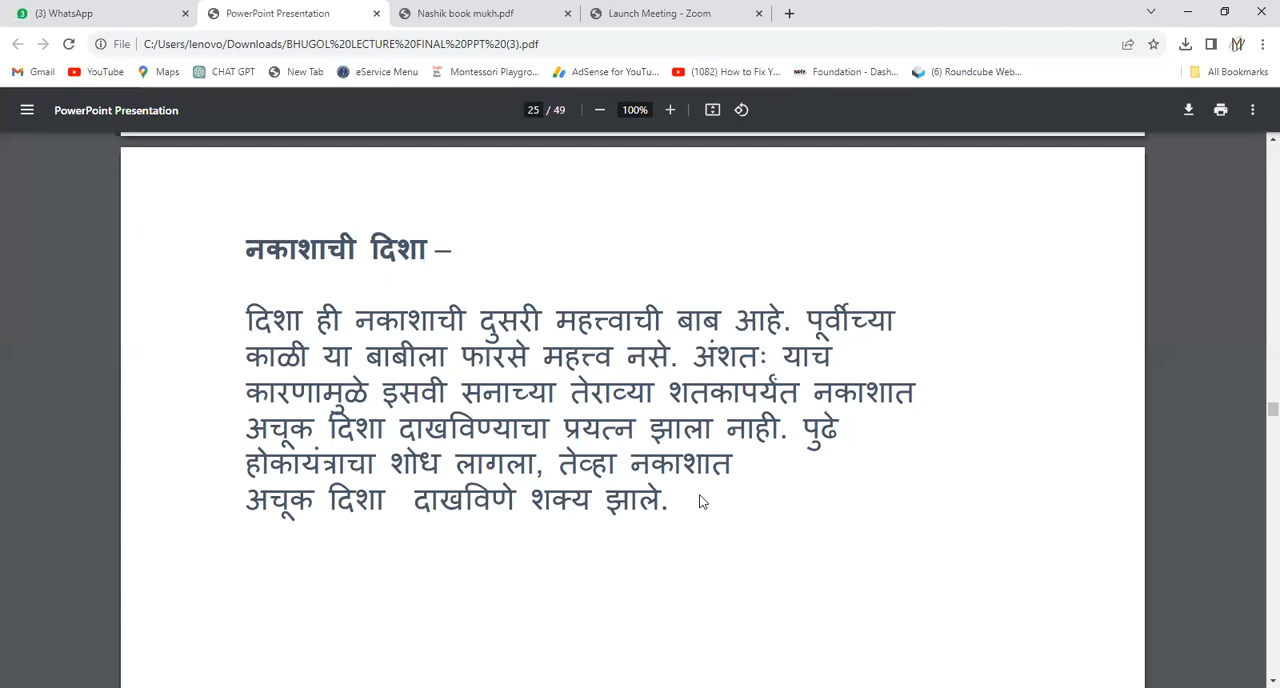 (3) WhatsApp
PowerPoint Presentation
Nashik book mukh.pdf
Launch Meeting - Zoom
File
C:/Users/lenovo/Downloads/BHUGOL%20LECTURE%20FINAL%20PPT%20(3).pdf
Gmail
YouTube
Maps
CHAT GPT
New Tab
eService Menu
Montessori Playgro...
AdSense for YouTu...
(1082) How to Fix Y...
Foundation - Dash...
(6) Roundcube Web...
All Bookmarks
PowerPoint Presentation
25 / 49
100%
नकाशाची दिशा –
दिशा ही नकाशाची दुसरी महत्त्वाची बाब आहे. पूर्वीच्या
काळी या बाबीला फारसे महत्त्व नसे. अंशतः याच
कारणामुळे इसवी सनाच्या तेराव्या शतकापर्यंत नकाशात
अचूक दिशा दाखविण्याचा प्रयत्न झाला नाही. पुढे
होकायंत्राचा शोध लागला, तेव्हा नकाशात
अचूक दिशा दाखविणे शक्य झाले.